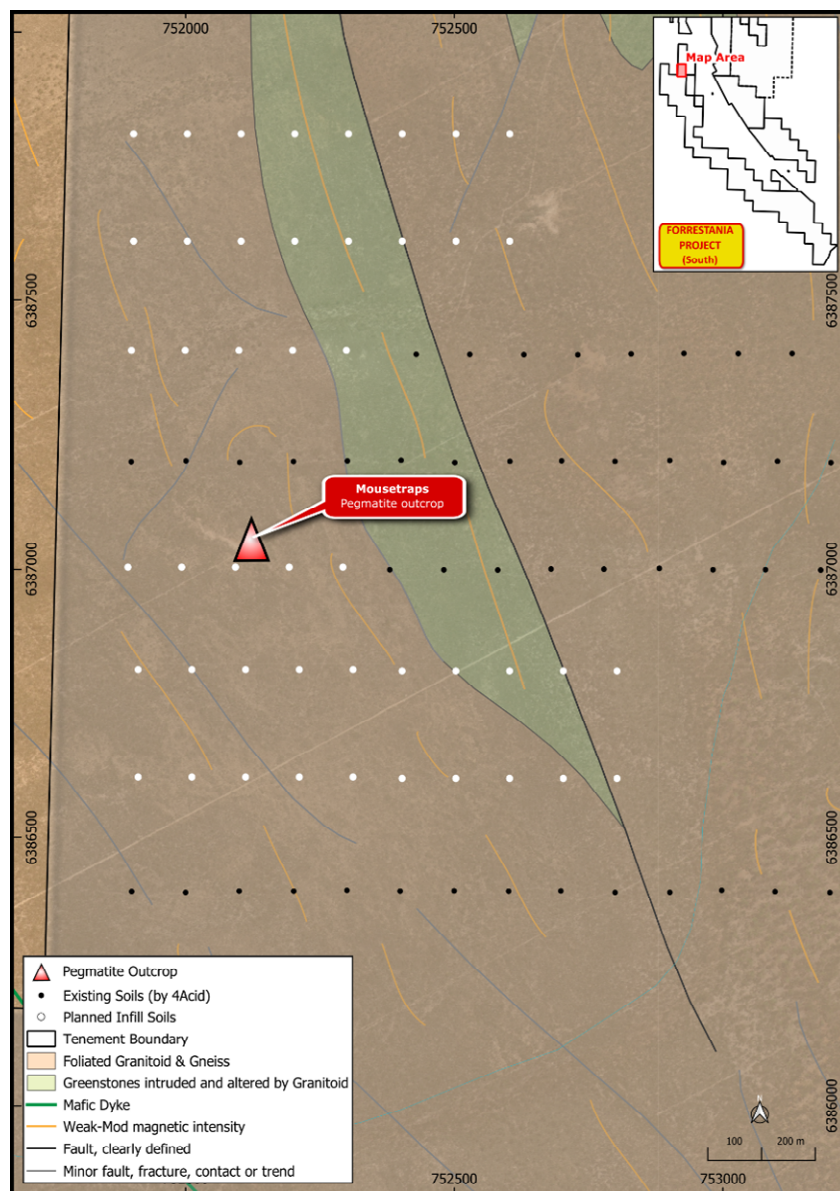 752000
752500
Map Area
FORRESTANIA
PROJECT
(South)
6387500
6387500
Mousetraps
Pegmatite outcrop
6387000
6387000
6386500
6386500
Pegmatite Outcrop
Existing Soils (by 4Acid)
Planned Infill Soils
Tenement Boundary
Foliated Granitoid & Gneiss
Greenstones intruded and altered by Granitoid
Mafic Dyke
Weak-Mod magnetic intensity
Fault, clearly defined
Minor fault, fracture, contact or trend
6386000
N
100 200 m
752500
753000